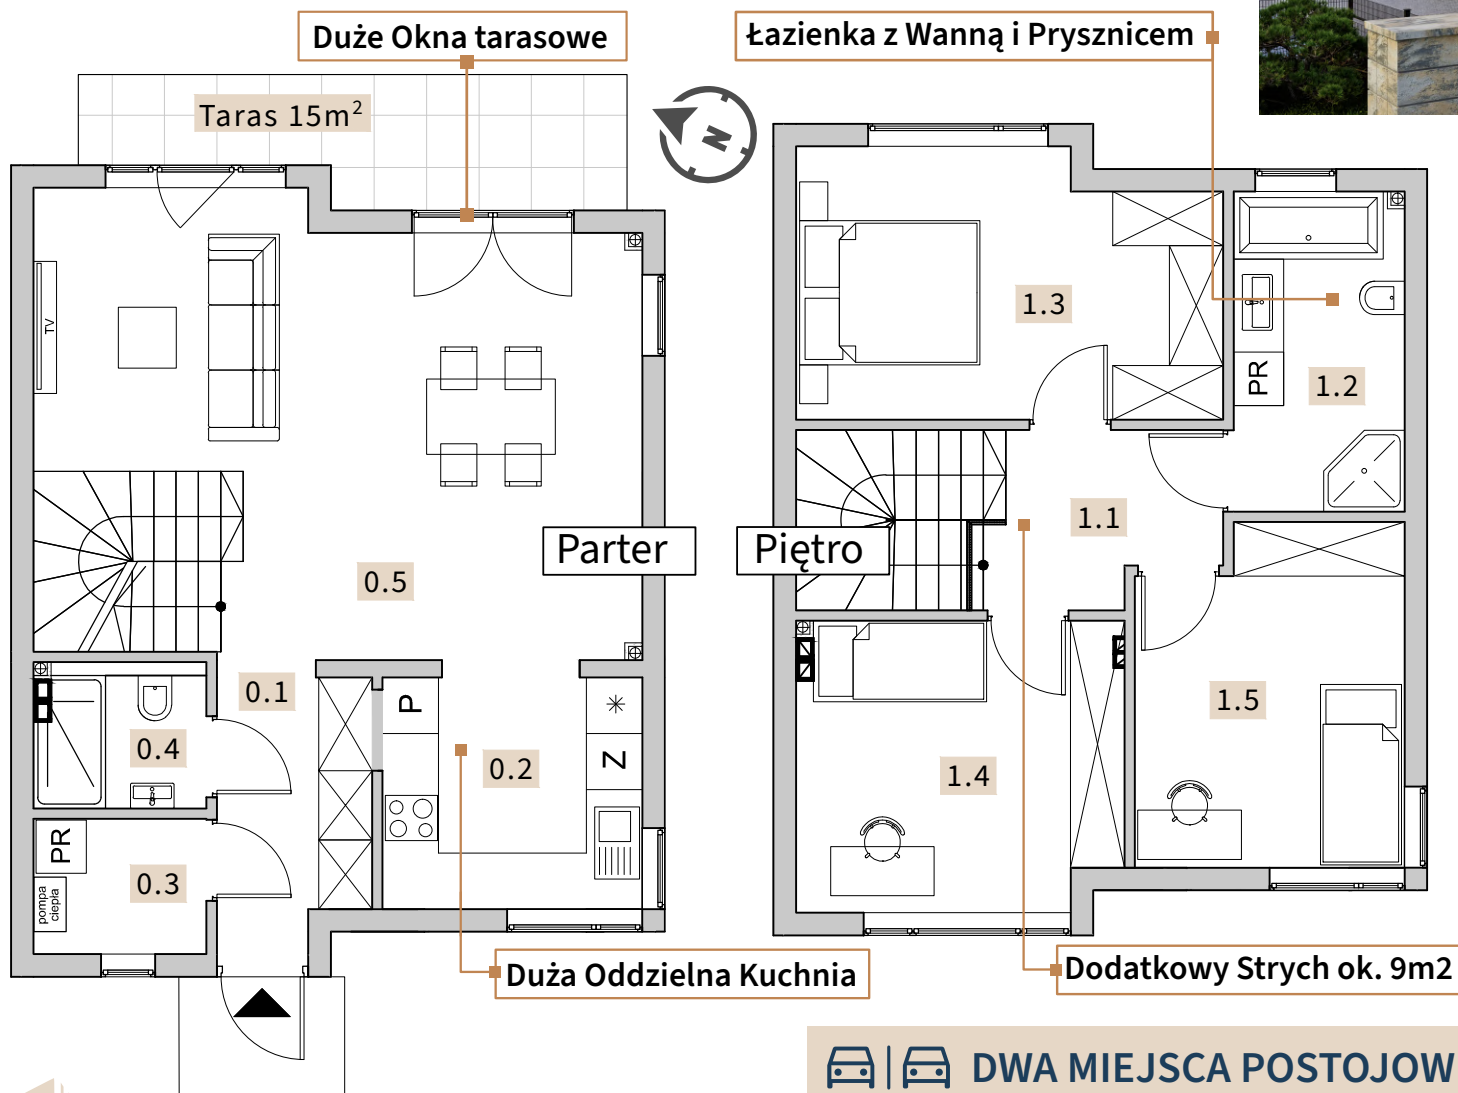 Duże Okna tarasowe
Łazienka z Wanną i Prysznicem
Taras 15m²
N
TV
1.3
PR
1.2
1.1
Parter
Piętro
0.5
0.1
P
0.4
0.2
Z
1.5
1.4
PR
0.3
pompa
ciepła
Duża Oddzielna Kuchnia
Dodatkowy Strych ok. 9m2
DWA MIEJSCA POSTOJOW